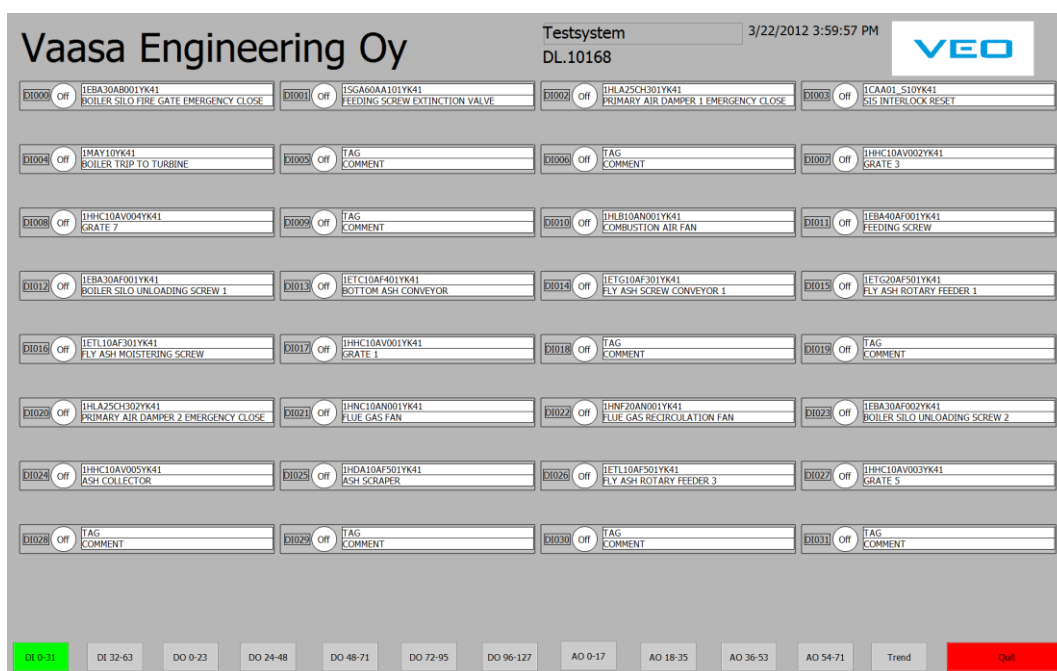 Vaasa Engineering Oy
Testsystem
3/22/2012 3:59:57 PM
DL.10168
VEO
DI000 Off 1EBA30AB001YK41
BOILER SILO FIRE GATE EMERGENCY CLOSE
DI001 Off 1SGA60AA101YK41
FEEDING SCREW EXTINCTION VALVE
DI002 Off 1HLA25CH301YK41
PRIMARY AIR DAMPER 1 EMERGENCY CLOSE
DI003 Off 1CAA01_S10YK41
SIS INTERLOCK RESET
DI004 Off 1MAY10YK41
BOILER TRIP TO TURBINE
DI005 Off TAG
COMMENT
DI006 Off TAG
COMMENT
DI007 Off 1HHC10AV002YK41
GRATE 3
DI008 Off 1HHC10AV004YK41
GRATE 7
DI009 Off TAG
COMMENT
DI010 Off 1HLB10AN001YK41
COMBUSTION AIR FAN
DI011 Off 1EBA40AF001YK41
FEEDING SCREW
DI012 Off 1EBA30AF001YK41
BOILER SILO UNLOADING SCREW 1
DI013 Off 1ETC10AF401YK41
BOTTOM ASH CONVEYOR
DI014 Off 1ETG10AF301YK41
FLY ASH SCREW CONVEYOR 1
DI015 Off 1ETG20AF501YK41
FLY ASH ROTARY FEEDER 1
DI016 Off 1ETL10AF301YK41
FLY ASH MOISTERING SCREW
DI017 Off 1HHC10AV001YK41
GRATE 1
DI018 Off TAG
COMMENT
DI019 Off TAG
COMMENT
DI020 Off 1HLA25CH302YK41
PRIMARY AIR DAMPER 2 EMERGENCY CLOSE
DI021 Off 1HNC10AN001YK41
FLUE GAS FAN
DI022 Off 1HNF20AN001YK41
FLUE GAS RECIRCULATION FAN
DI023 Off 1EBA30AF002YK41
BOILER SILO UNLOADING SCREW 2
DI024 Off 1HHC10AV005YK41
ASH COLLECTOR
DI025 Off 1HDA10AF501YK41
ASH SCRAPER
DI026 Off 1ETL10AF501YK41
FLY ASH ROTARY FEEDER 3
DI027 Off 1HHC10AV003YK41
GRATE 5
DI028 Off TAG
COMMENT
DI029 Off TAG
COMMENT
DI030 Off TAG
COMMENT
DI031 Off TAG
COMMENT
DI 0-31
DI 32-63
DO 0-23
DO 24-48
DO 48-71
DO 72-95
DO 96-127
AO 0-17
AO 18-35
AO 36-53
AO 54-71
Trend
Quit